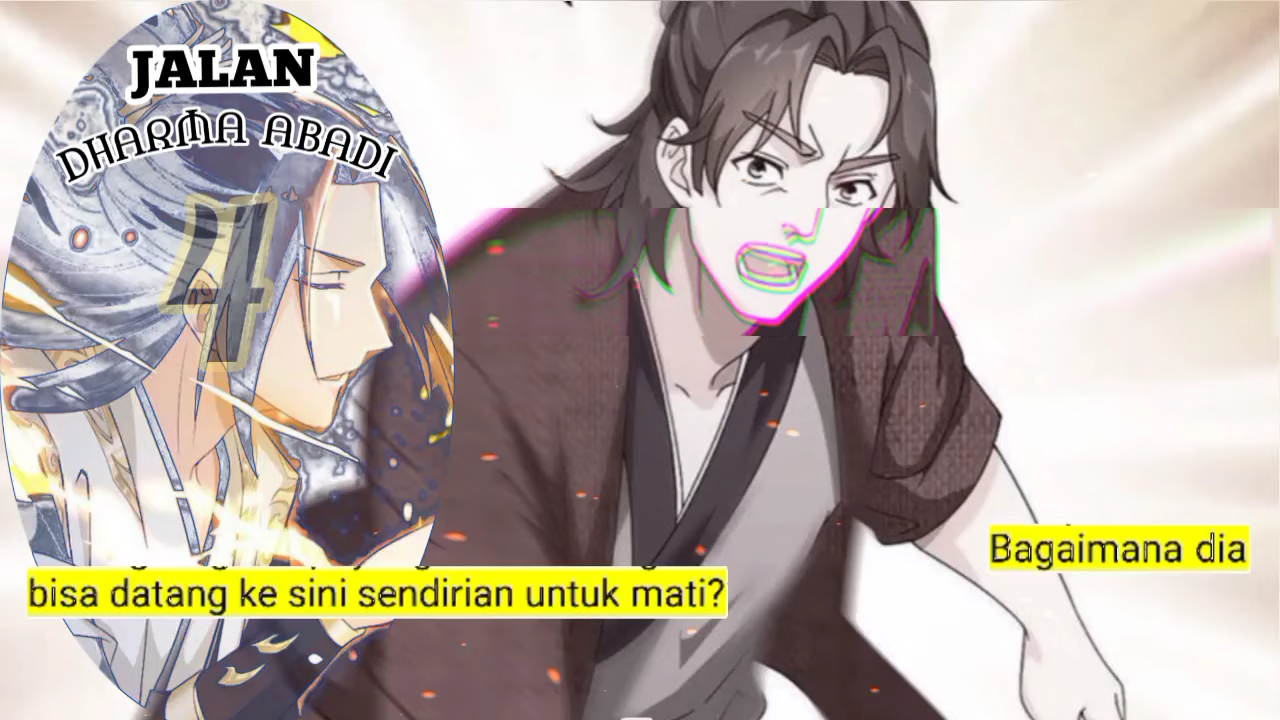 JALAN
DHARMA ABADI
4
Bagaimana dia
bisa datang ke sini sendirian untuk mati?